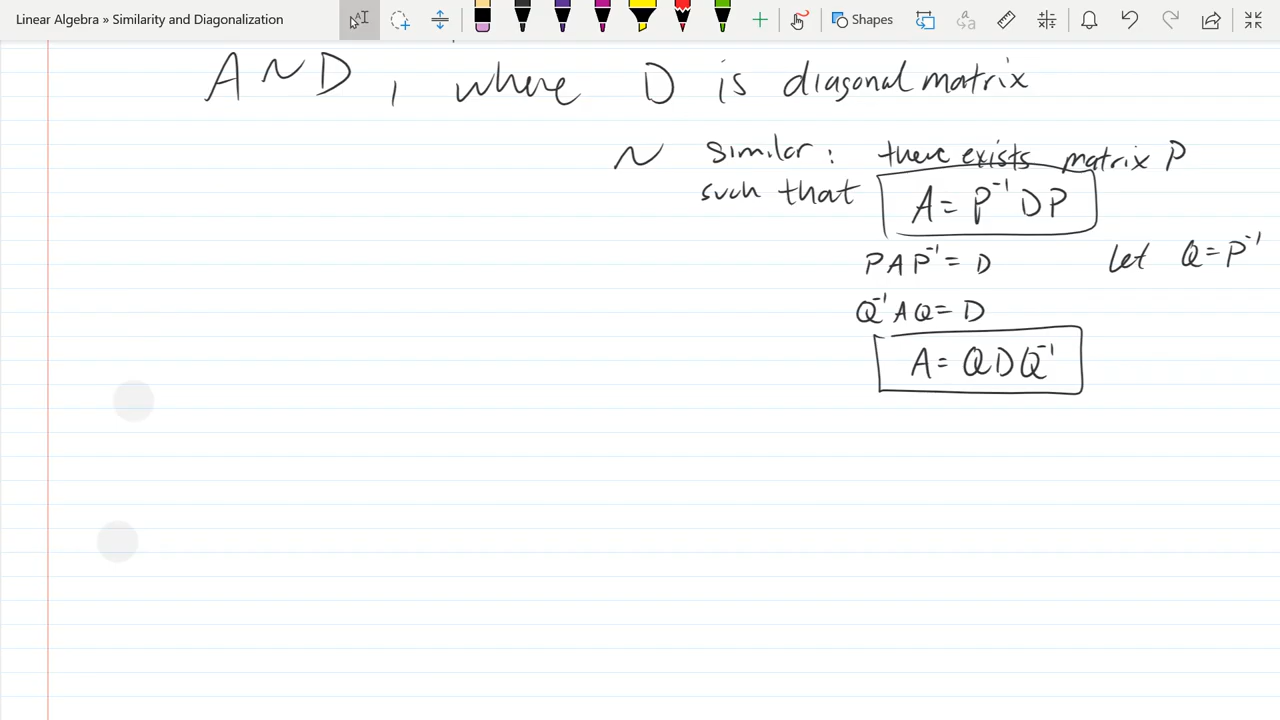 Linear Algebra » Similarity and Diagonalization
Shapes
A ~ D , where D is diagonal matrix
~ Similar: there exists matrix P
such that A = P⁻¹ D P
P A P⁻¹ = D let Q = P⁻¹
Q⁻¹ A Q = D
A = Q D Q⁻¹